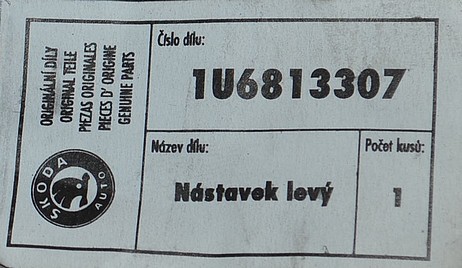 ORIGINÁLNÍ DÍLY
ORIGINAL TEILE
PIEZAS ORIGINALES
PIECES D'ORIGINE
GENUINE PARTS
ŠKODA
AUTO
Číslo dílu:
1U6813307
Název dílu:
Nástavek levý
Počet kusů:
1